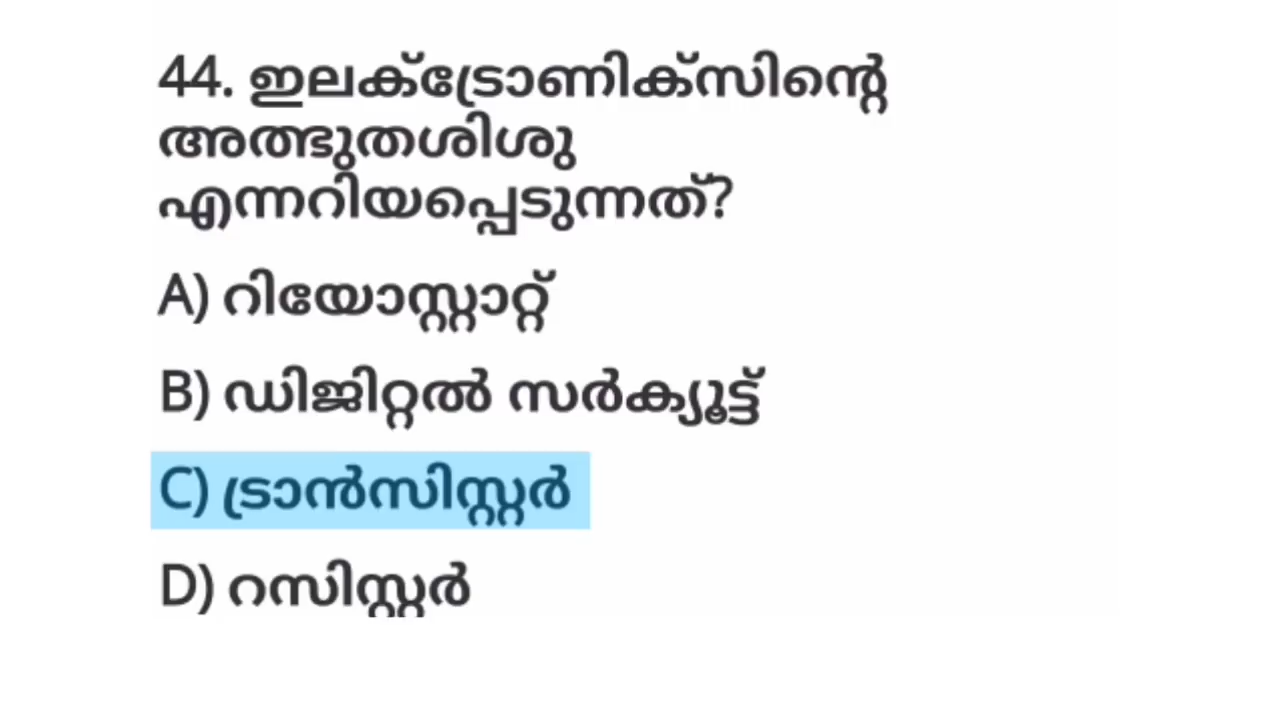 44. ഇലക്ട്രോണിക്സിന്റെ
അത്ഭുതശിശു
എന്നറിയപ്പെടുന്നത്?
A) റിയോസ്റ്റാറ്റ്
B) ഡിജിറ്റൽ സർക്യൂട്ട്
C) ട്രാൻസിസ്റ്റർ
D) റസിസ്റ്റർ